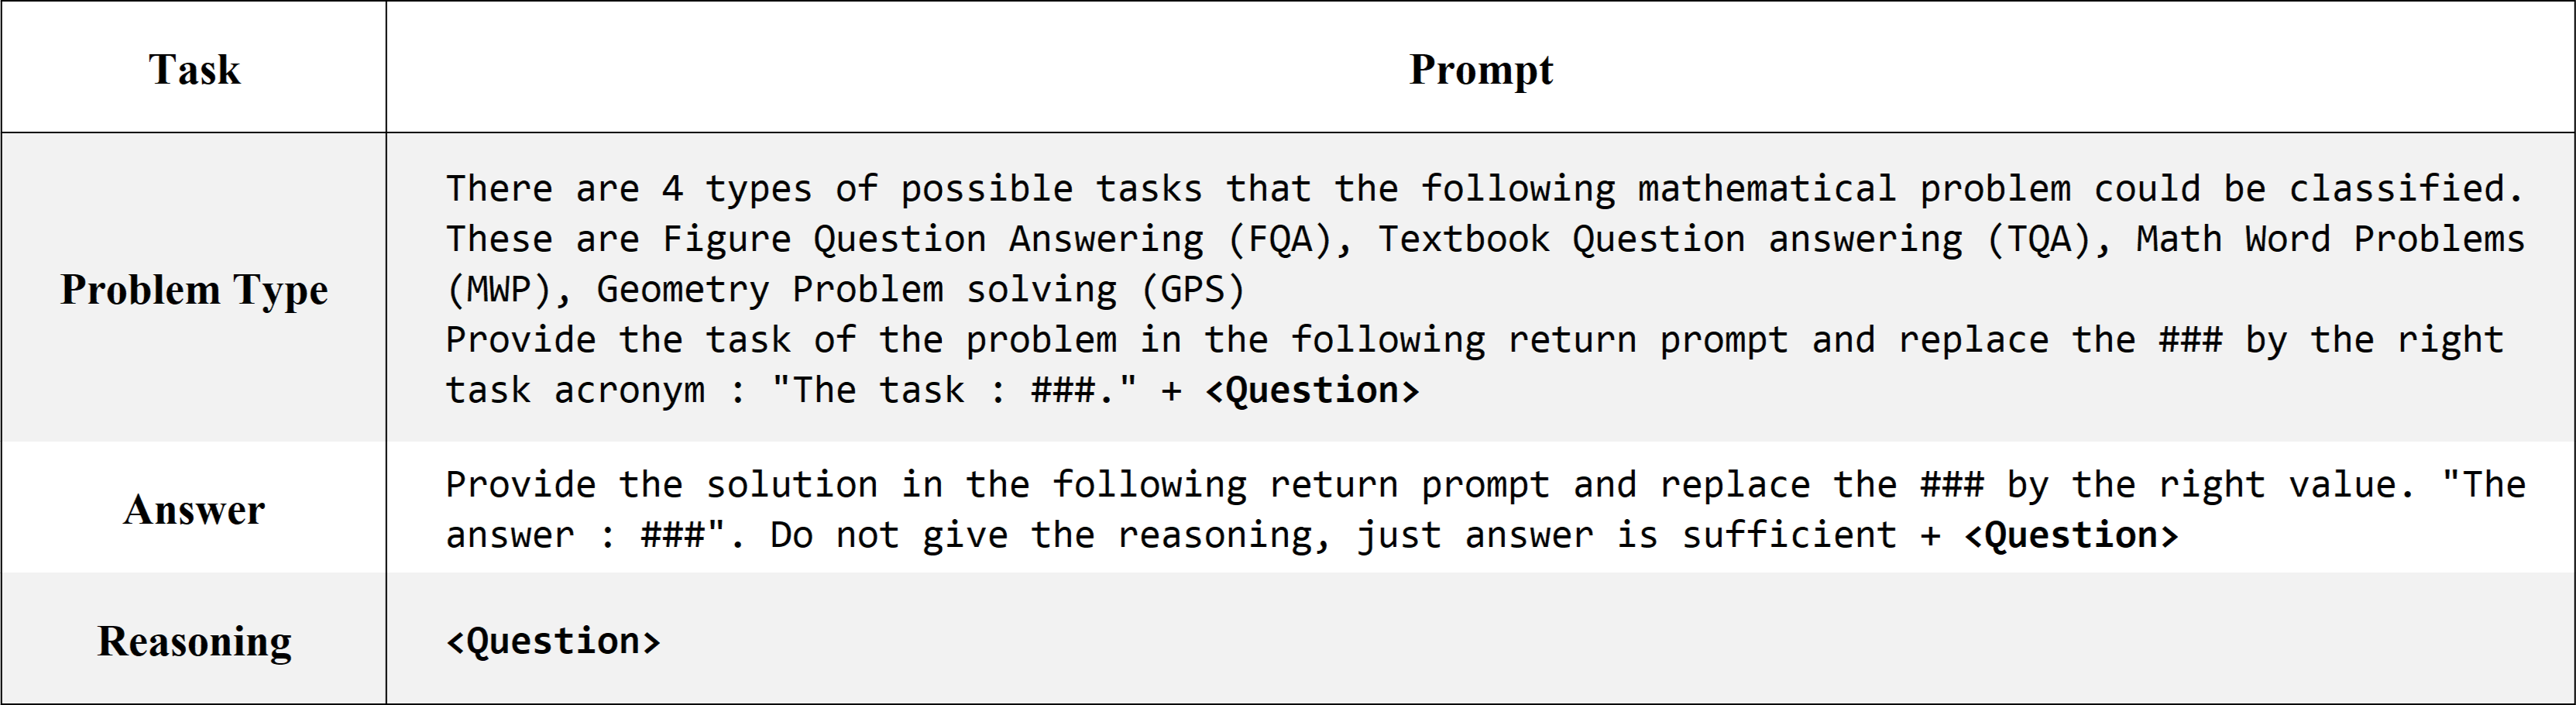 Task
Prompt
Problem Type
There are 4 types of possible tasks that the following mathematical problem could be classified.
These are Figure Question Answering (FQA), Textbook Question answering (TQA), Math Word Problems
(MWP), Geometry Problem solving (GPS)
Provide the task of the problem in the following return prompt and replace the ### by the right
task acronym : "The task : ###." + <Question>
Answer
Provide the solution in the following return prompt and replace the ### by the right value. "The
answer : ###". Do not give the reasoning, just answer is sufficient + <Question>
Reasoning
<Question>